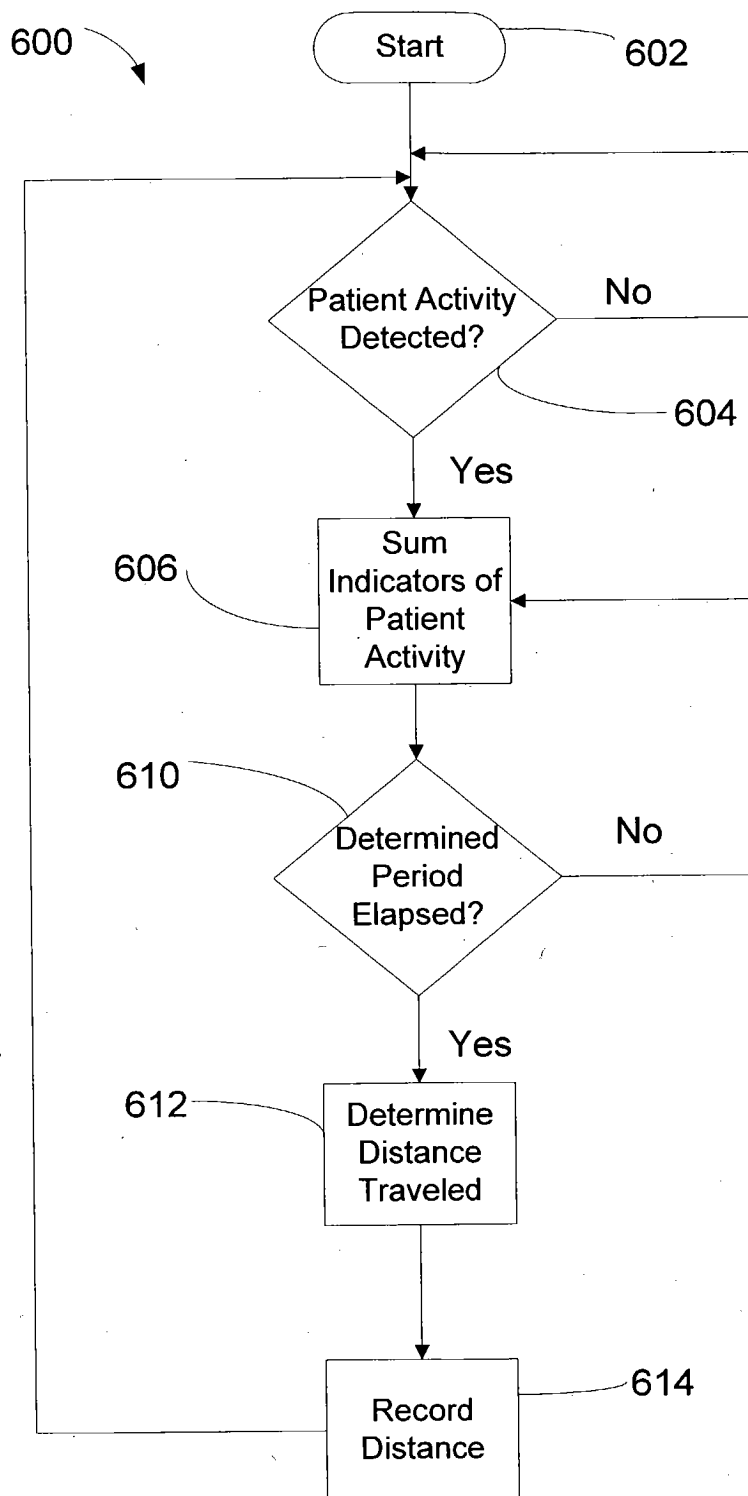 600
Start
602
Patient Activity
Detected?
No
604
Yes
Sum
Indicators of
Patient
Activity
606
610
Determined
Period
Elapsed?
No
Yes
612
Determine
Distance
Traveled
614
Record
Distance